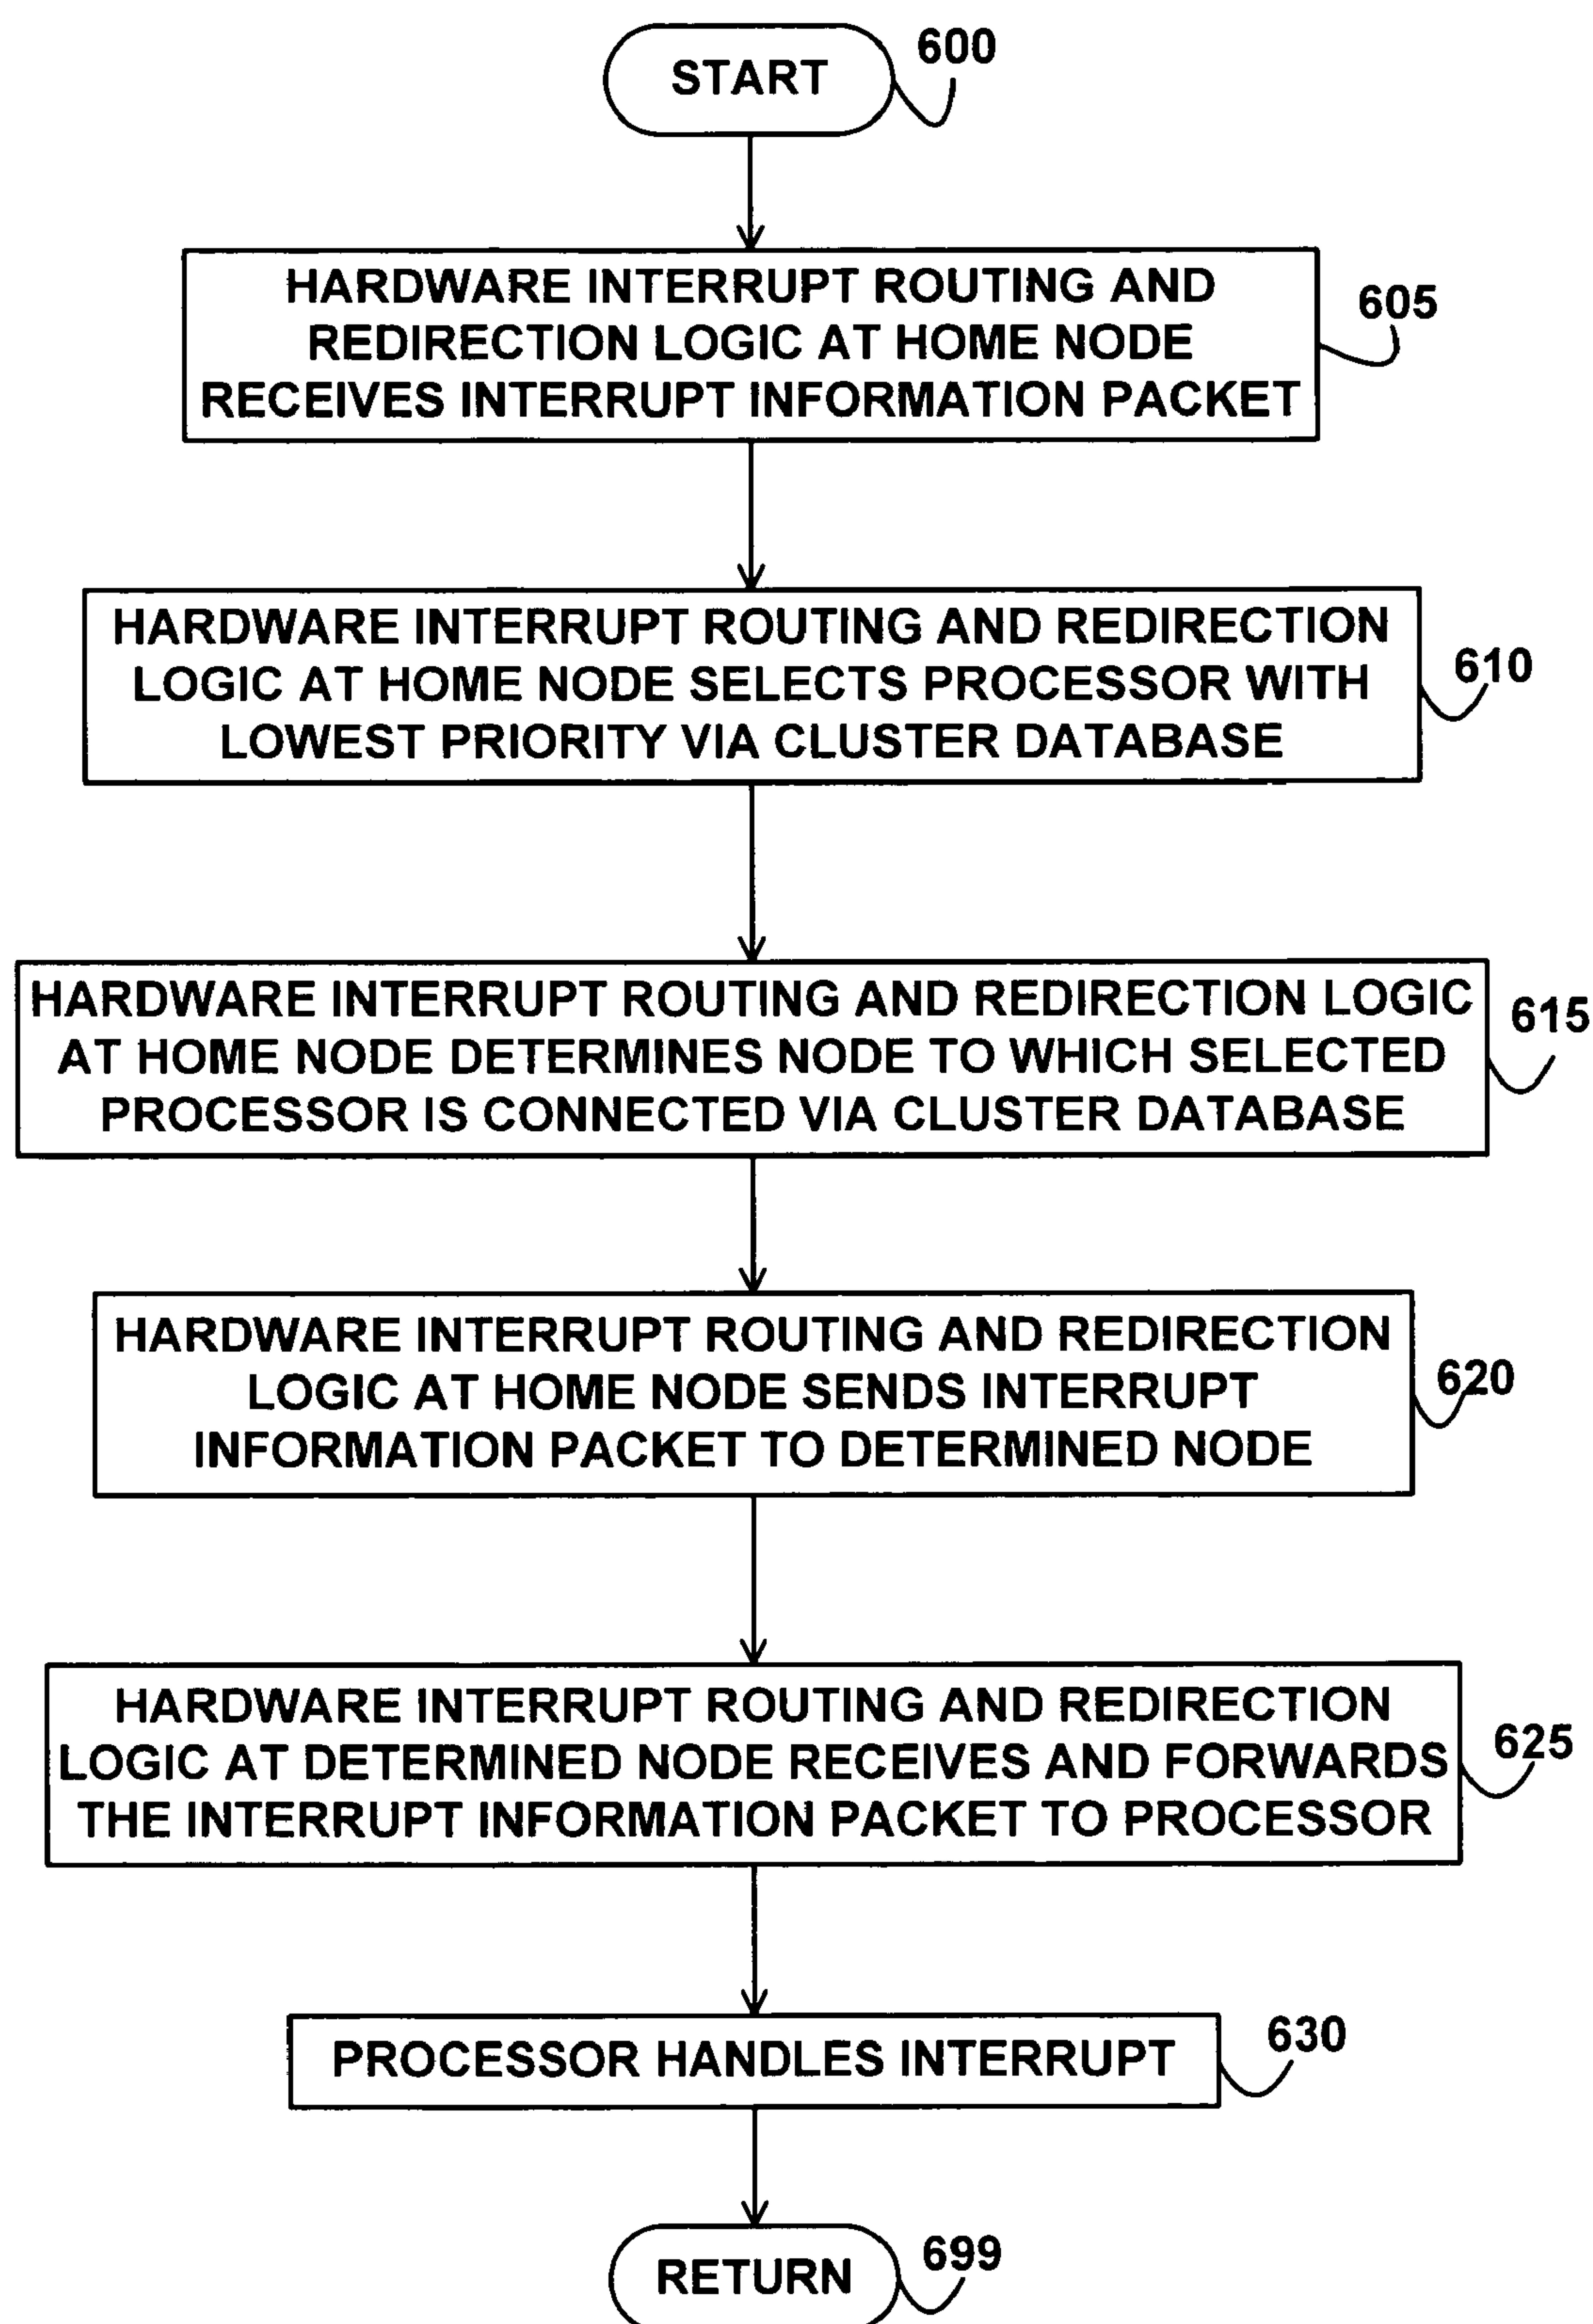 START
600
HARDWARE INTERRUPT ROUTING AND
REDIRECTION LOGIC AT HOME NODE
RECEIVES INTERRUPT INFORMATION PACKET
605
HARDWARE INTERRUPT ROUTING AND REDIRECTION
LOGIC AT HOME NODE SELECTS PROCESSOR WITH
LOWEST PRIORITY VIA CLUSTER DATABASE
610
HARDWARE INTERRUPT ROUTING AND REDIRECTION LOGIC
AT HOME NODE DETERMINES NODE TO WHICH SELECTED
PROCESSOR IS CONNECTED VIA CLUSTER DATABASE
615
HARDWARE INTERRUPT ROUTING AND REDIRECTION
LOGIC AT HOME NODE SENDS INTERRUPT
INFORMATION PACKET TO DETERMINED NODE
620
HARDWARE INTERRUPT ROUTING AND REDIRECTION
LOGIC AT DETERMINED NODE RECEIVES AND FORWARDS
THE INTERRUPT INFORMATION PACKET TO PROCESSOR
625
PROCESSOR HANDLES INTERRUPT
630
RETURN
699